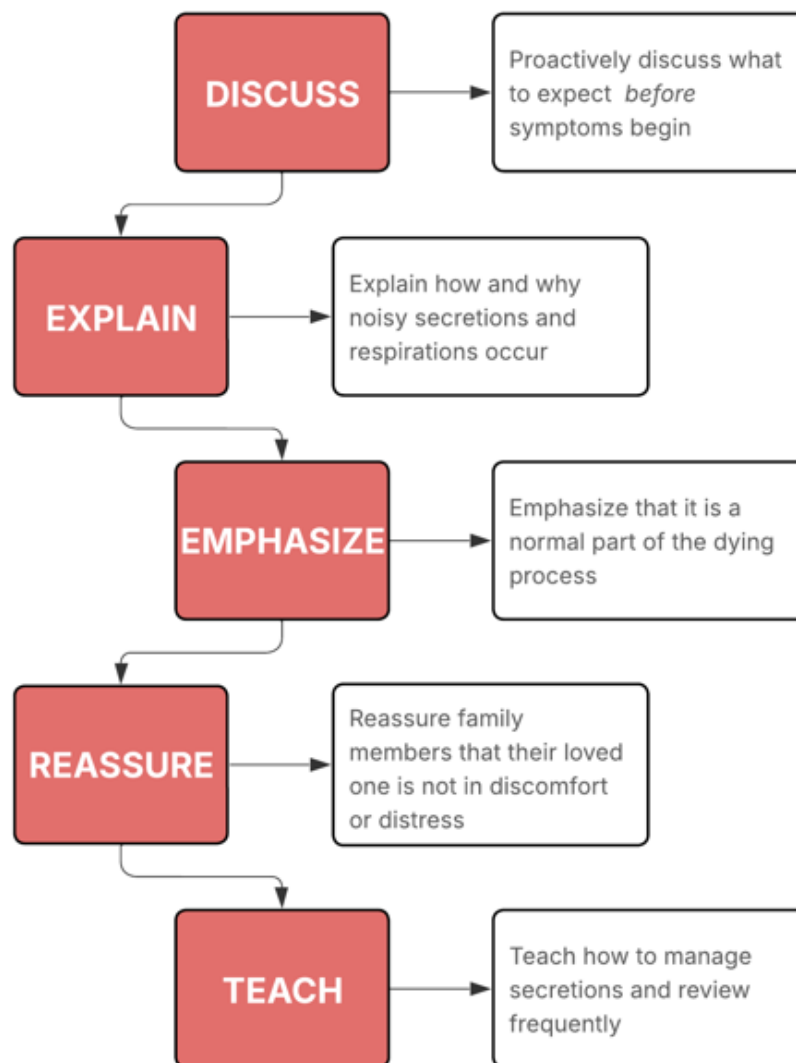 DISCUSS
Proactively discuss what
to expect before
symptoms begin
EXPLAIN
Explain how and why
noisy secretions and
respirations occur
EMPHASIZE
Emphasize that it is a
normal part of the dying
process
REASSURE
Reassure family
members that their loved
one is not in discomfort
or distress
TEACH
Teach how to manage
secretions and review
frequently